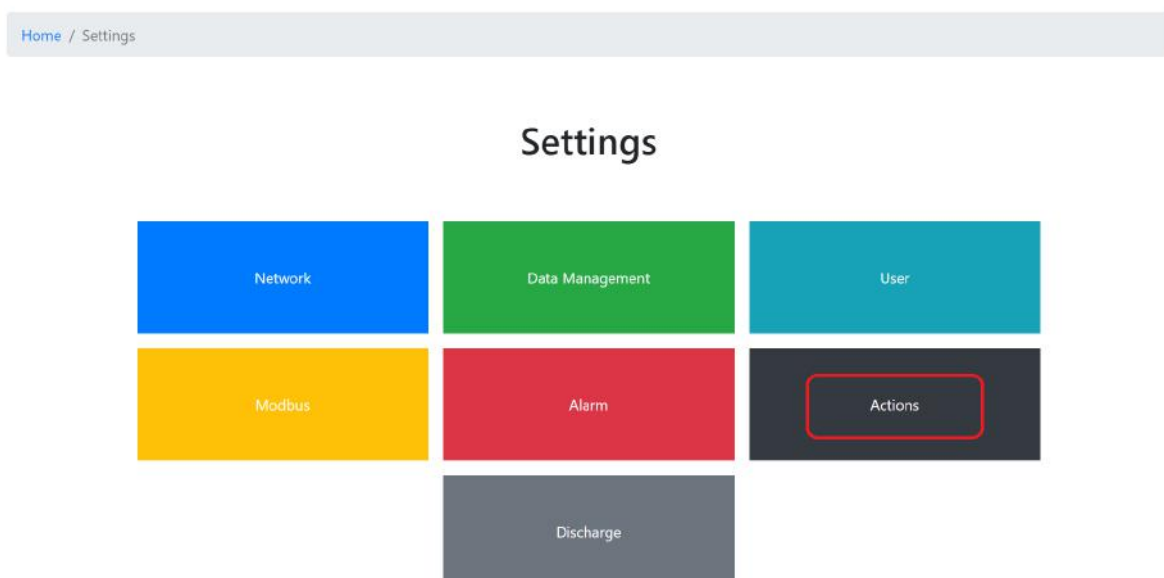 Home / Settings
Settings
Network
Data Management
User
Modbus
Alarm
Actions
Discharge